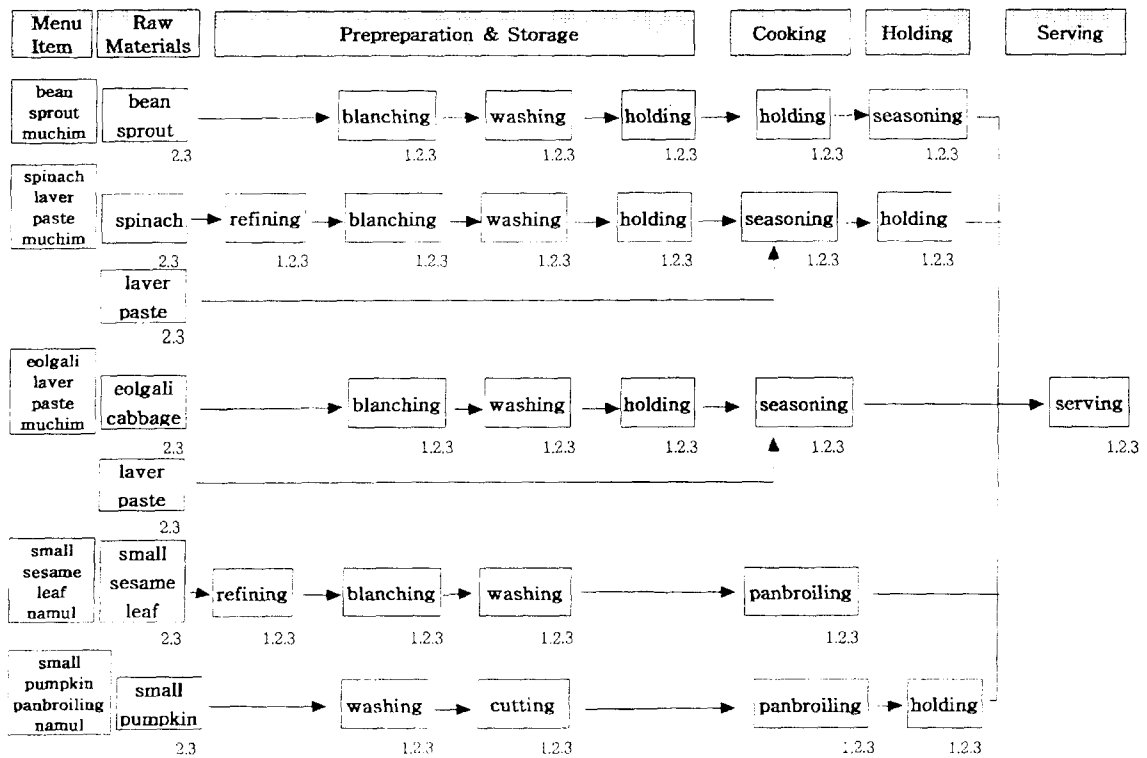 Menu Item
Raw Materials
Prepreparation & Storage
Cooking
Holding
Serving
bean
sprout
muchim
bean
sprout
blanching
washing
holding
holding
seasoning
2.3
1.2.3
1.2.3
1.2.3
1.2.3
1.2.3
spinach
laver
paste
muchim
spinach
refining
blanching
washing
holding
seasoning
holding
2.3
1.2.3
1.2.3
1.2.3
1.2.3
1.2.3
1.2.3
laver
paste
2.3
eolgali
laver
paste
muchim
eolgali
cabbage
blanching
washing
holding
seasoning
serving
2.3
1.2.3
1.2.3
1.2.3
1.2.3
1.2.3
laver
paste
2.3
small
sesame
leaf
namul
small
sesame
leaf
refining
blanching
washing
panbroiling
2.3
1.2.3
1.2.3
1.2.3
1.2.3
small
pumpkin
panbroiling
namul
small
pumpkin
washing
cutting
panbroiling
holding
2.3
1.2.3
1.2.3
1.2.3
1.2.3